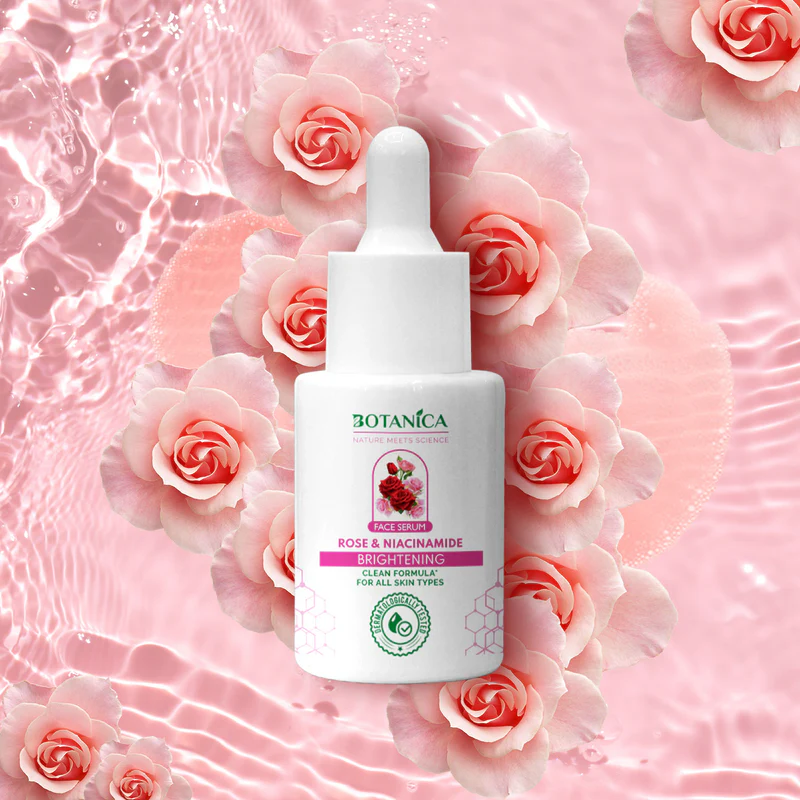 BOTANICA
NATURE MEETS SCIENCE
FACE SERUM
ROSE & NIACINAMIDE
BRIGHTENING
CLEAN FORMULA*
FOR ALL SKIN TYPES
DERMATOLOGICALLY TESTED